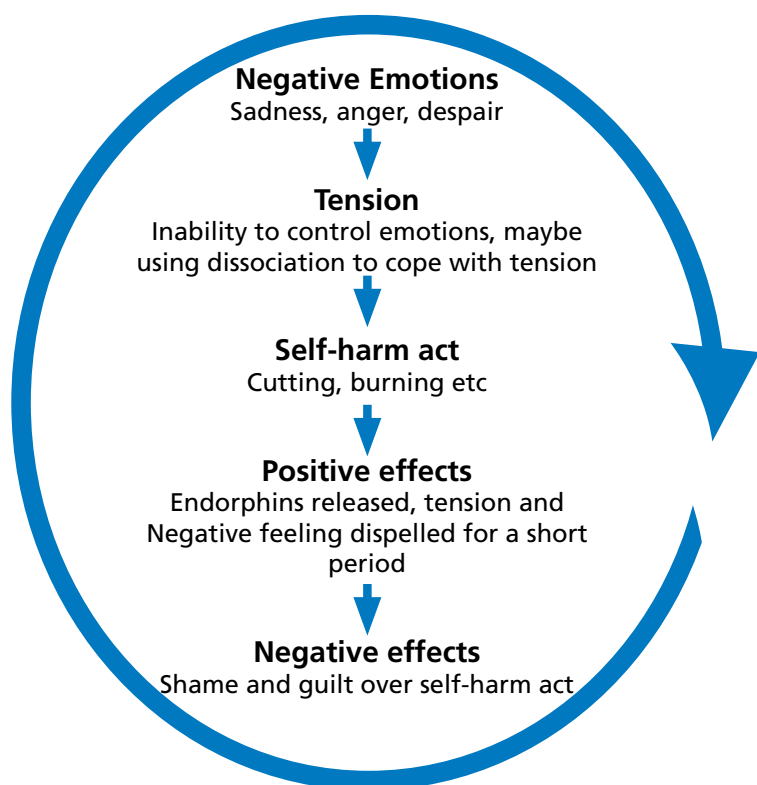 Negative Emotions
Sadness, anger, despair
Tension
Inability to control emotions, maybe
using dissociation to cope with tension
Self-harm act
Cutting, burning etc
Positive effects
Endorphins released, tension and
Negative feeling dispelled for a short
period
Negative effects
Shame and guilt over self-harm act